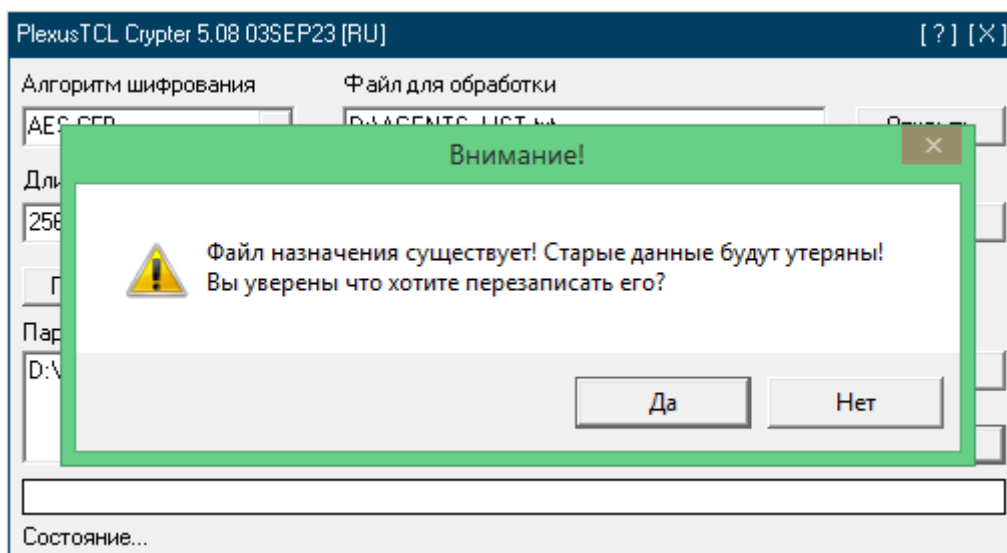 PlexusTCL Crypter 5.08 03SEP23 [RU] [ ? ] [X]
Алгоритм шифрования Файл для обработки
Внимание!
256
Файл назначения существует! Старые данные будут утеряны!
Вы уверены что хотите перезаписать его?
D:\
Да Нет
Состояние...